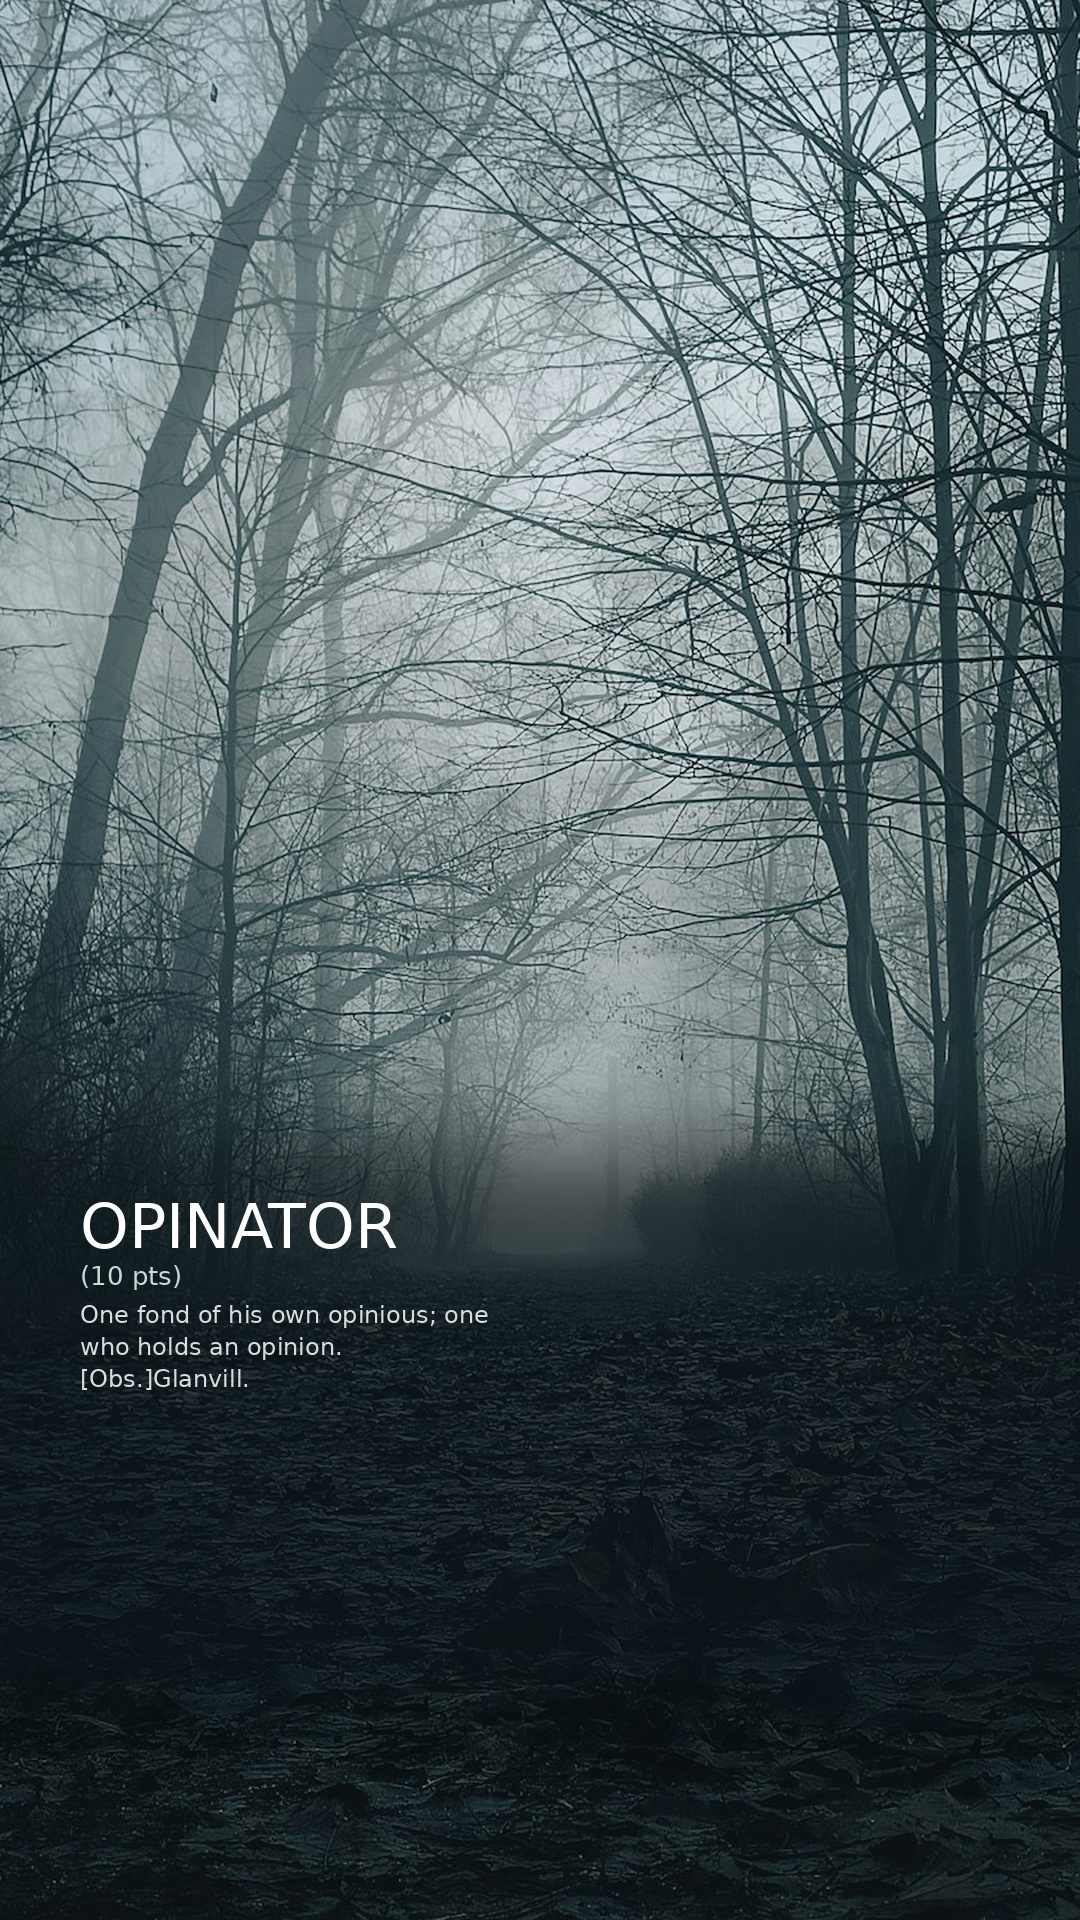 OPINATOR
(10 pts)
One fond of his own opinious; one
who holds an opinion.
[Obs.]Glanvill.